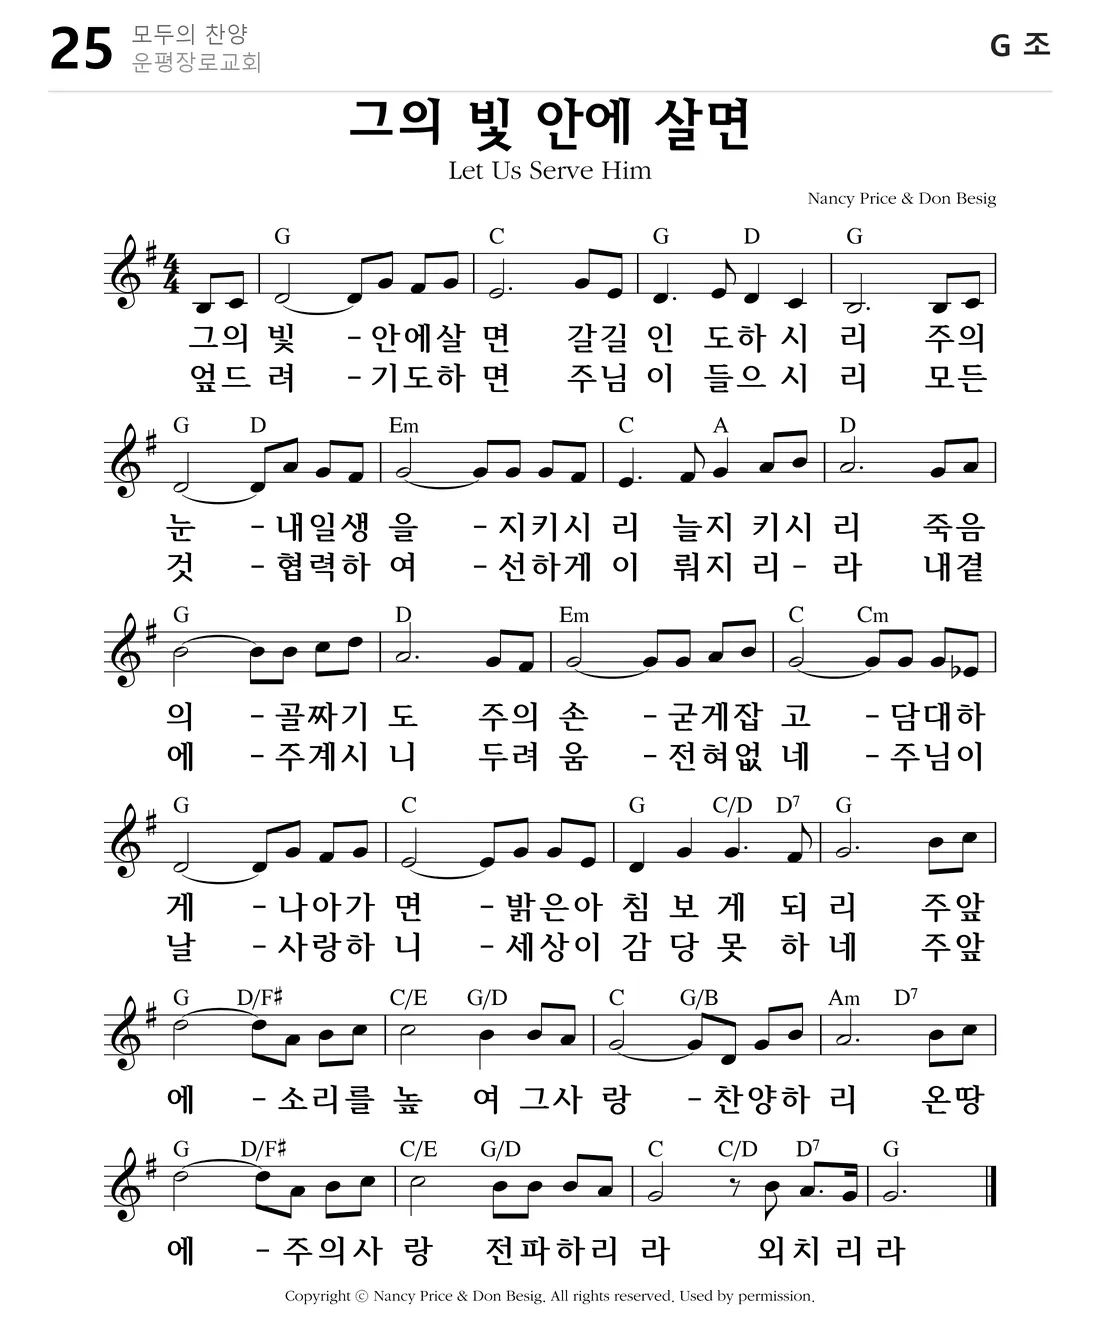 25 모두의 찬양
운평장로교회
G 조
그의 빛 안에 살면
Let Us Serve Him
Nancy Price & Don Besig
G C G D G
4
4
그의 빛 - 안에살 면 갈길 인 도하 시 리 주의
엎드 려 - 기도하 면 주님 이 들으 시 리 모든
G D Em C A D
눈 - 내일생 을 - 지키시 리 늘지 키시 리 죽음
것 - 협력하 여 - 선하게 이 뤄지 리 - 라 내곁
G D Em C Cm
의 - 골짜기 도 주의 손 - 굳게잡 고 - 담대하
에 - 주계시 니 두려 움 - 전혀없 네 - 주님이
G C G C/D D7 G
게 - 나아가 면 - 밝은아 침 보 게 되 리 주앞
날 - 사랑하 니 - 세상이 감 당 못 하 네 주앞
G D/F♯ C/E G/D C G/B Am D7
에 - 소리를 높 여 그사 랑 - 찬양하 리 온땅
G D/F♯ C/E G/D C C/D D7 G
에 - 주의사 랑 전파하리 라 외치 리 라
Copyright ⓒ Nancy Price & Don Besig. All rights reserved. Used by permission.